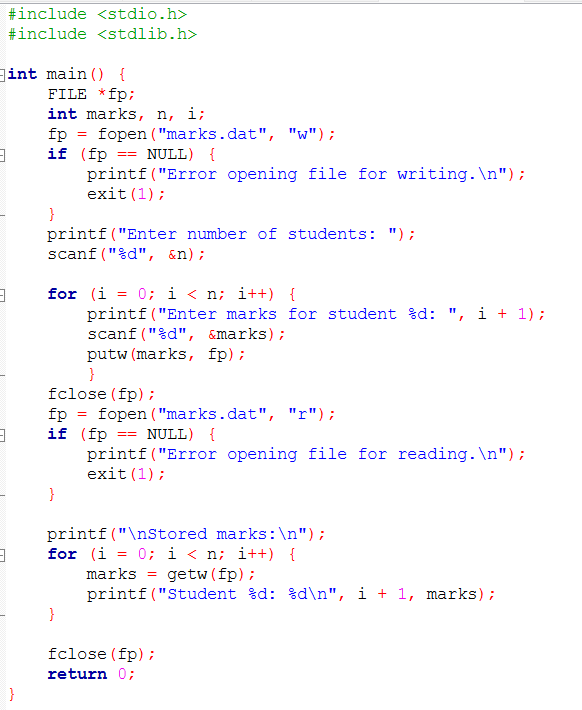 #include <stdio.h>
#include <stdlib.h>
int main() {
FILE *fp;
int marks, n, i;
fp = fopen("marks.dat", "w");
if (fp == NULL) {
printf("Error opening file for writing.\n");
exit(1);
}
printf("Enter number of students: ");
scanf("%d", &n);
for (i = 0; i < n; i++) {
printf("Enter marks for student %d: ", i + 1);
scanf("%d", &marks);
putw(marks, fp);
}
fclose(fp);
fp = fopen("marks.dat", "r");
if (fp == NULL) {
printf("Error opening file for reading.\n");
exit(1);
}
printf("\nStored marks:\n");
for (i = 0; i < n; i++) {
marks = getw(fp);
printf("Student %d: %d\n", i + 1, marks);
}
fclose(fp);
return 0;
}